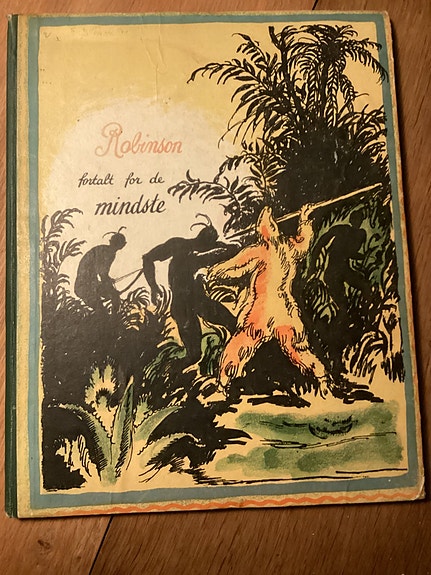 Robinson
fortalt for de
mindste